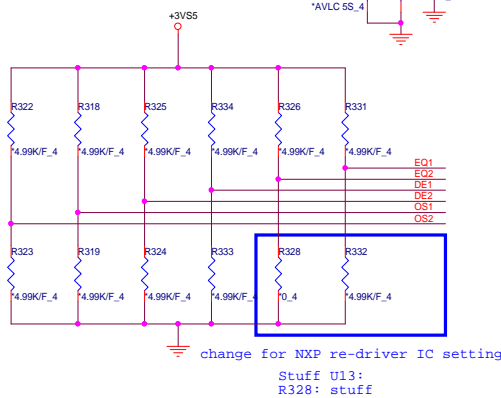 *AVLC 5S_4
+3VS5
R322 R318 R325 R334 R326 R331
*4.99K/F_4 *4.99K/F_4 *4.99K/F_4 *4.99K/F_4 *4.99K/F_4 *4.99K/F_4
EQ1
EQ2
DE1
DE2
OS1
OS2
R323 R319 R324 R333 R328 R332
*4.99K/F_4 *4.99K/F_4 *4.99K/F_4 *4.99K/F_4 *0_4 *4.99K/F_4
change for NXP re-driver IC setting
Stuff U13:
R328: stuff